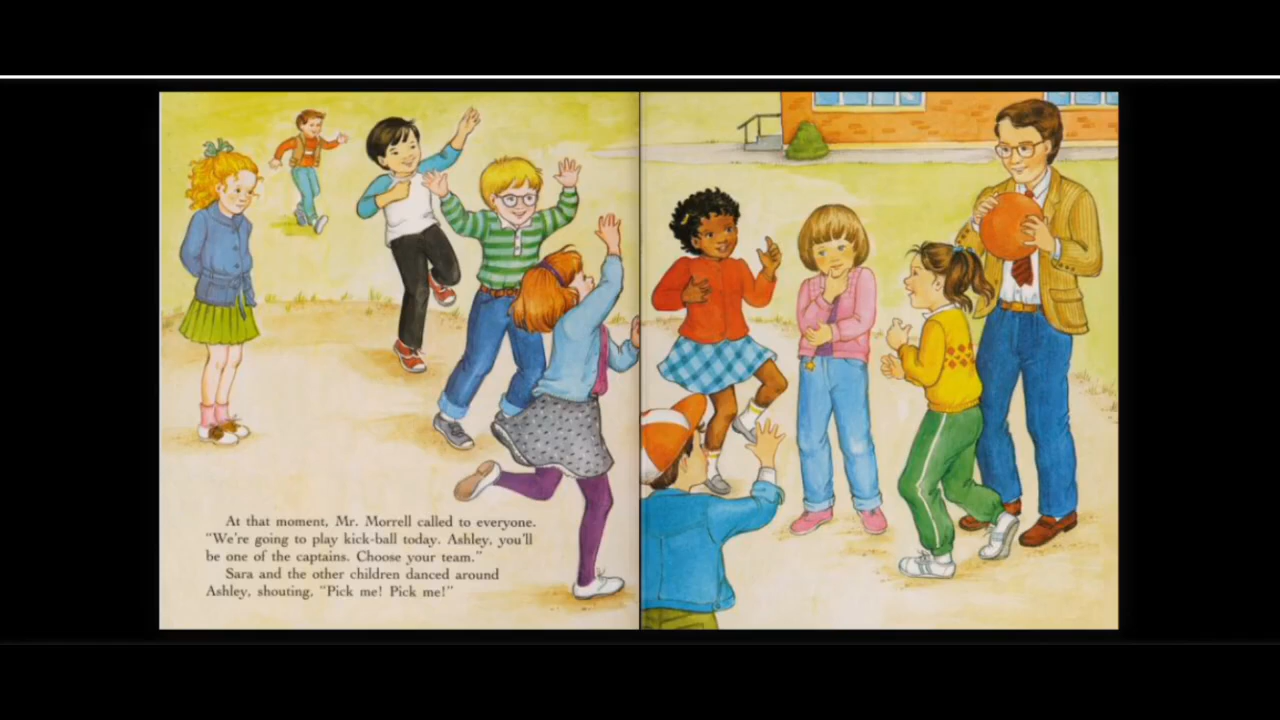 At that moment, Mr. Morrell called to everyone.
"We're going to play kick-ball today. Ashley, you'll
be one of the captains. Choose your team."
Sara and the other children danced around
Ashley, shouting, "Pick me! Pick me!"